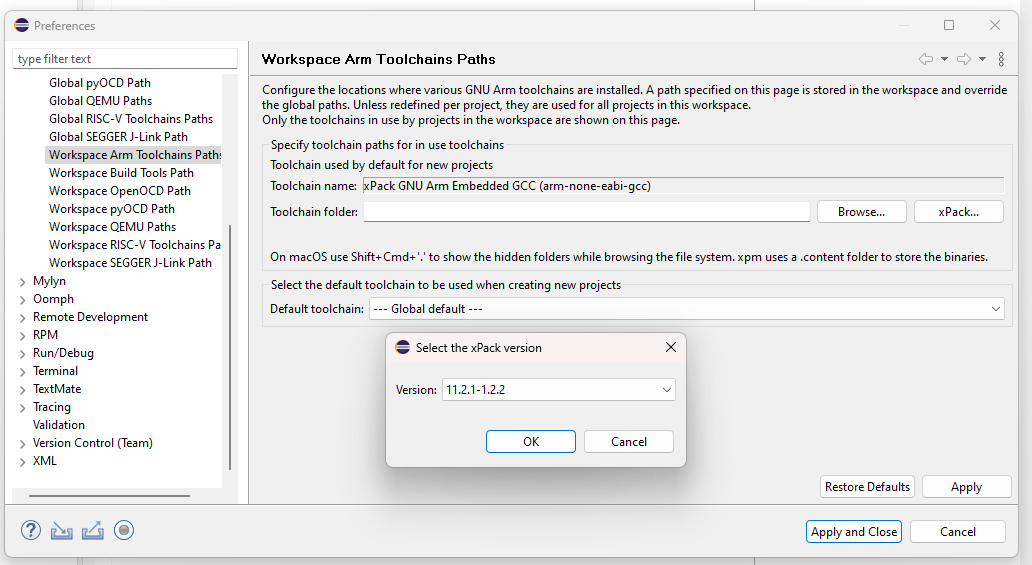 Preferences
type filter text
Global pyOCD Path
Global QEMU Paths
Global RISC-V Toolchains Paths
Global SEGGER J-Link Path
Workspace Arm Toolchains Paths
Workspace Build Tools Path
Workspace OpenOCD Path
Workspace pyOCD Path
Workspace QEMU Paths
Workspace RISC-V Toolchains Pa
Workspace SEGGER J-Link Path
Mylyn
Oomph
Remote Development
RPM
Run/Debug
Terminal
TextMate
Tracing
Validation
Version Control (Team)
XML
Workspace Arm Toolchains Paths
Configure the locations where various GNU Arm toolchains are installed. A path specified on this page is stored in the workspace and override
the global paths. Unless redefined per project, they are used for all projects in this workspace.
Only the toolchains in use by projects in the workspace are shown on this page.
Specify toolchain paths for in use toolchains
Toolchain used by default for new projects
Toolchain name: xPack GNU Arm Embedded GCC (arm-none-eabi-gcc)
Toolchain folder: Browse... xPack...
On macOS use Shift+Cmd+'.' to show the hidden folders while browsing the file system. xpm uses a .content folder to store the binaries.
Select the default toolchain to be used when creating new projects
Default toolchain: --- Global default ---
Select the xPack version
Version: 11.2.1-1.2.2
OK Cancel
Restore Defaults Apply
Apply and Close Cancel